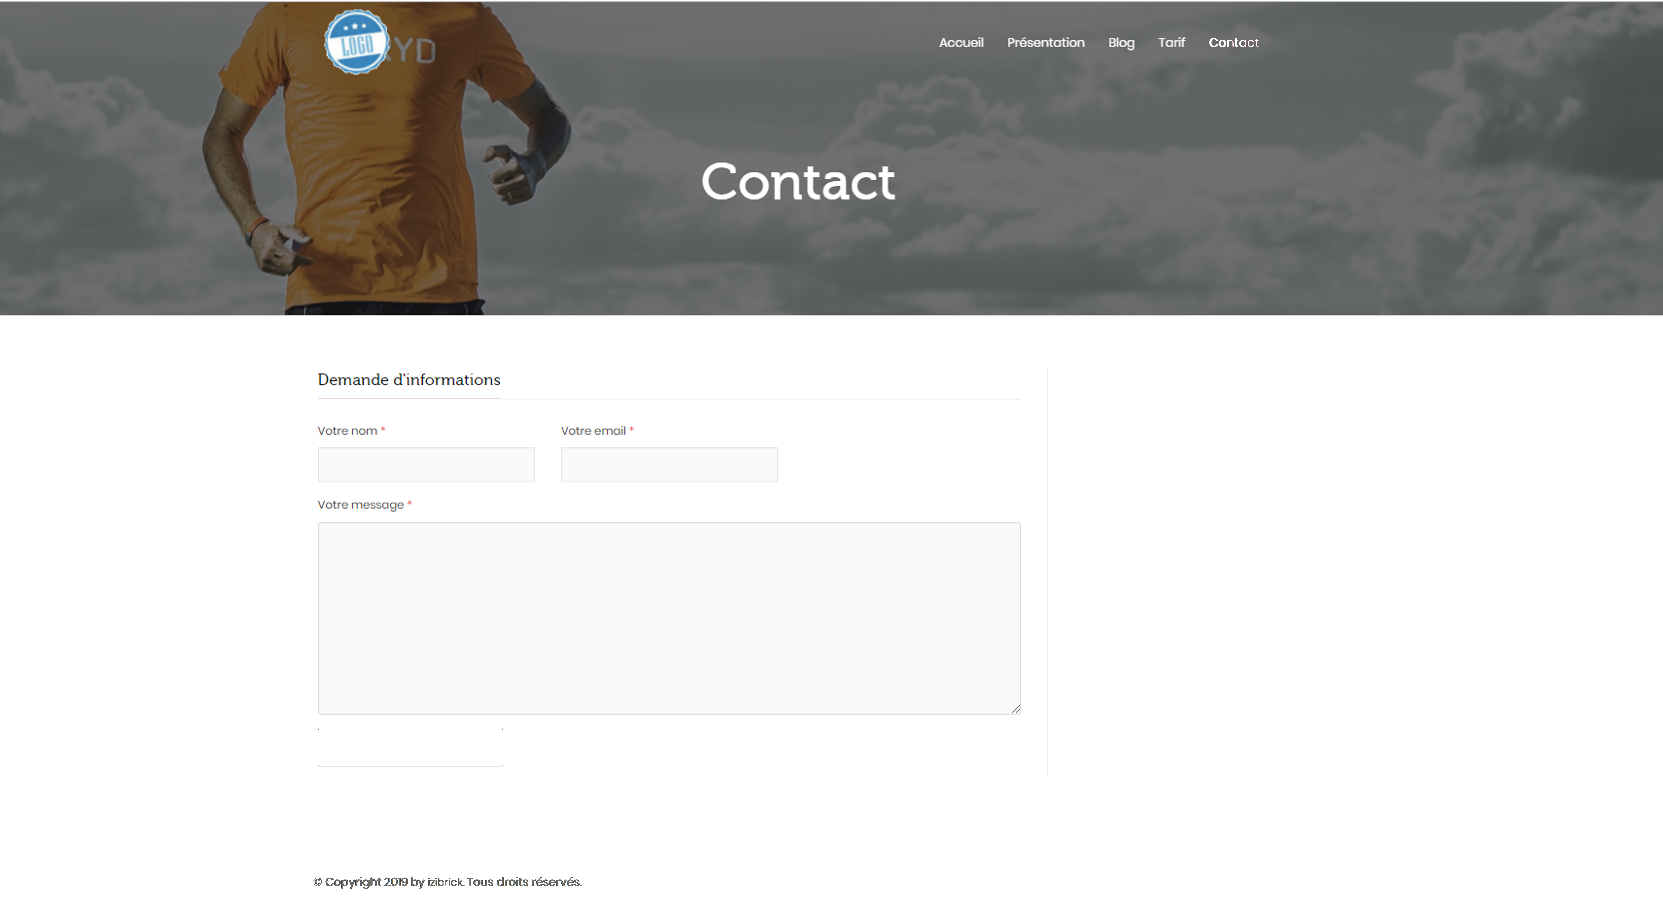 LOGO
YD
Accueil Présentation Blog Tarif Contact
Contact
Demande d'informations
Votre nom * Votre email *
Votre message *
© Copyright 2019 by izibrick. Tous droits réservés.